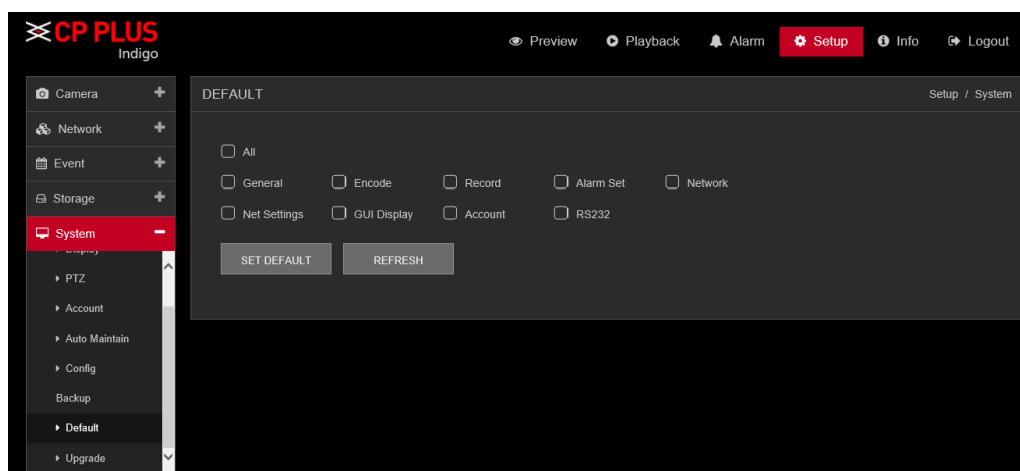 CP PLUS
Indigo
Preview
Playback
Alarm
Setup
Info
Logout
Camera
Network
Event
Storage
System
Display
PTZ
Account
Auto Maintain
Config
Backup
Default
Upgrade
DEFAULT
Setup / System
All
General
Encode
Record
Alarm Set
Network
Net Settings
GUI Display
Account
RS232
SET DEFAULT
REFRESH